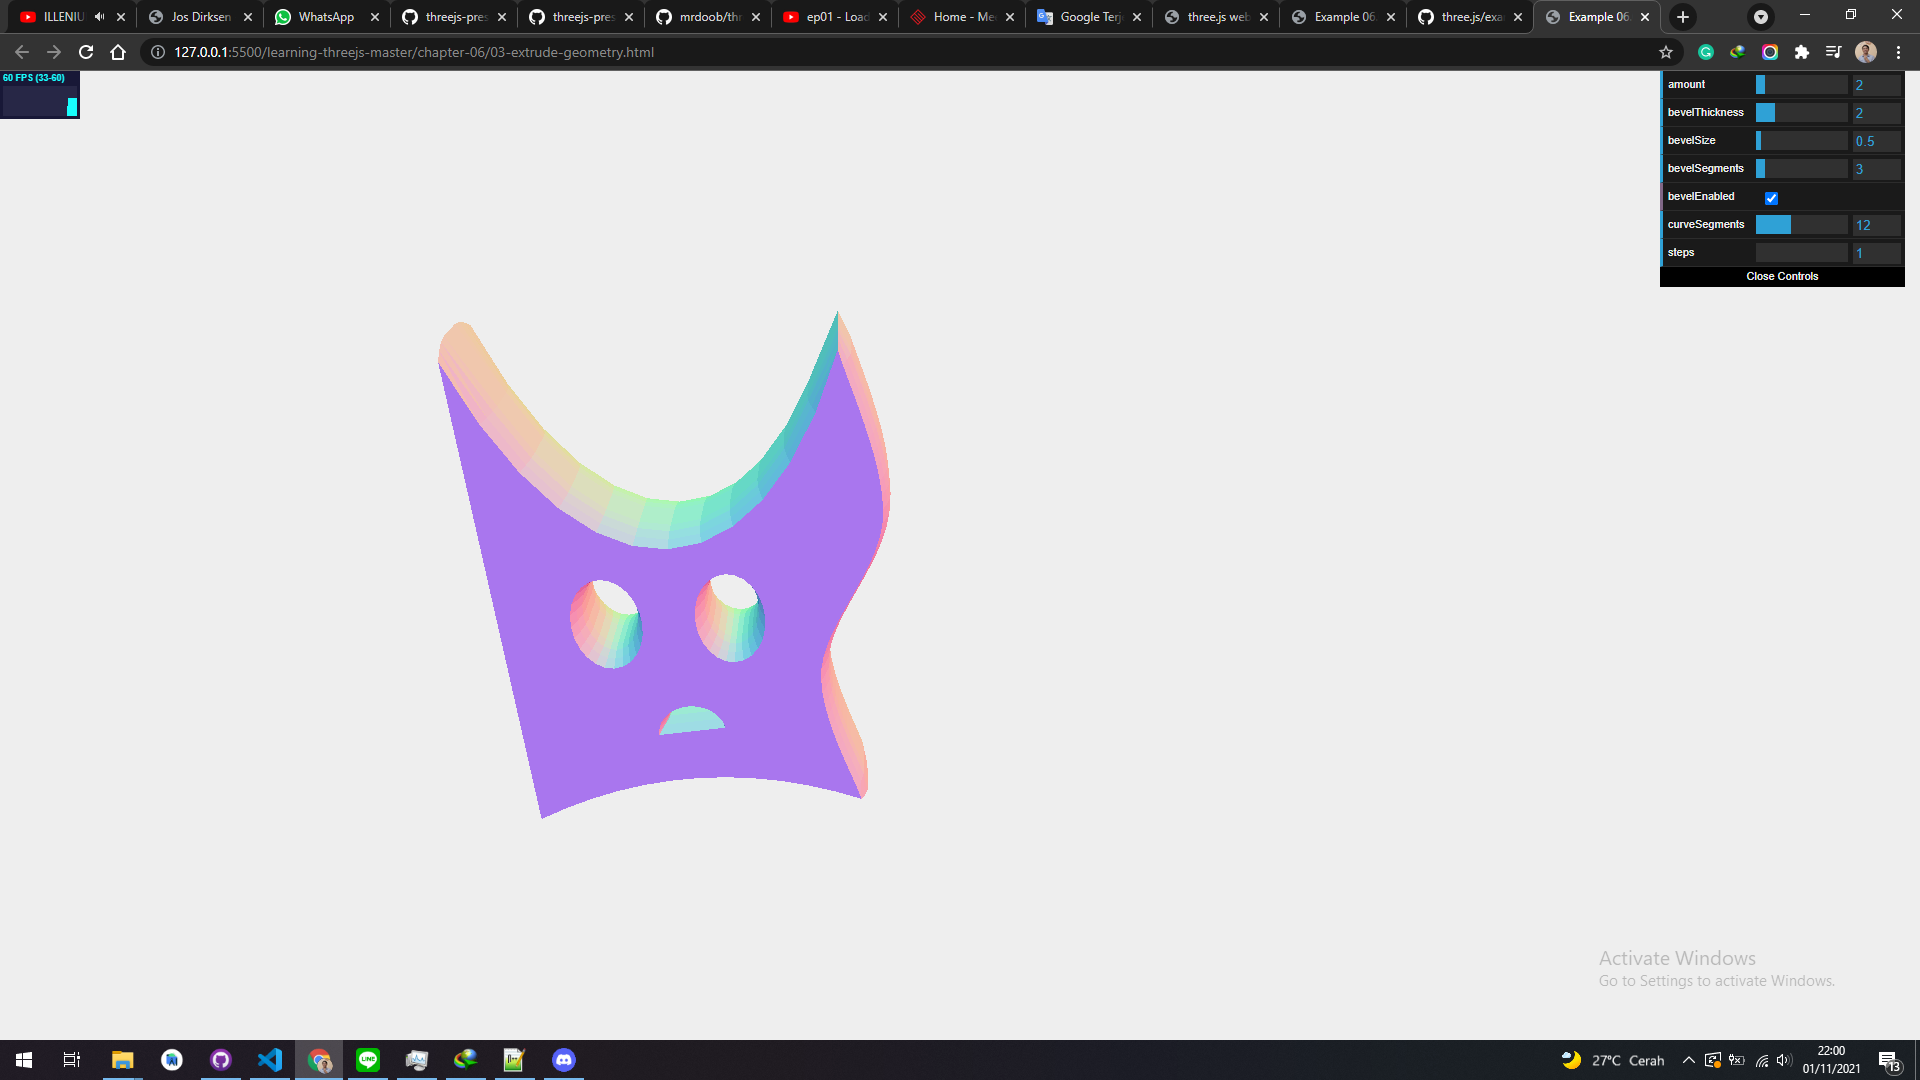 ILLENIU
Jos Dirksen
WhatsApp
threejs-pres
threejs-pres
mrdoob/thr
ep01 - Load
Home - Me
Google Terj
three.js web
Example 06.
three.js/exa
Example 06.
127.0.0.1:5500/learning-threejs-master/chapter-06/03-extrude-geometry.html
60 FPS (33-60)
amount 2
bevelThickness 2
bevelSize 0.5
bevelSegments 3
bevelEnabled
curveSegments 12
steps 1
Close Controls
Activate Windows
Go to Settings to activate Windows.
LINE
27°C Cerah
22:00
01/11/2021
13